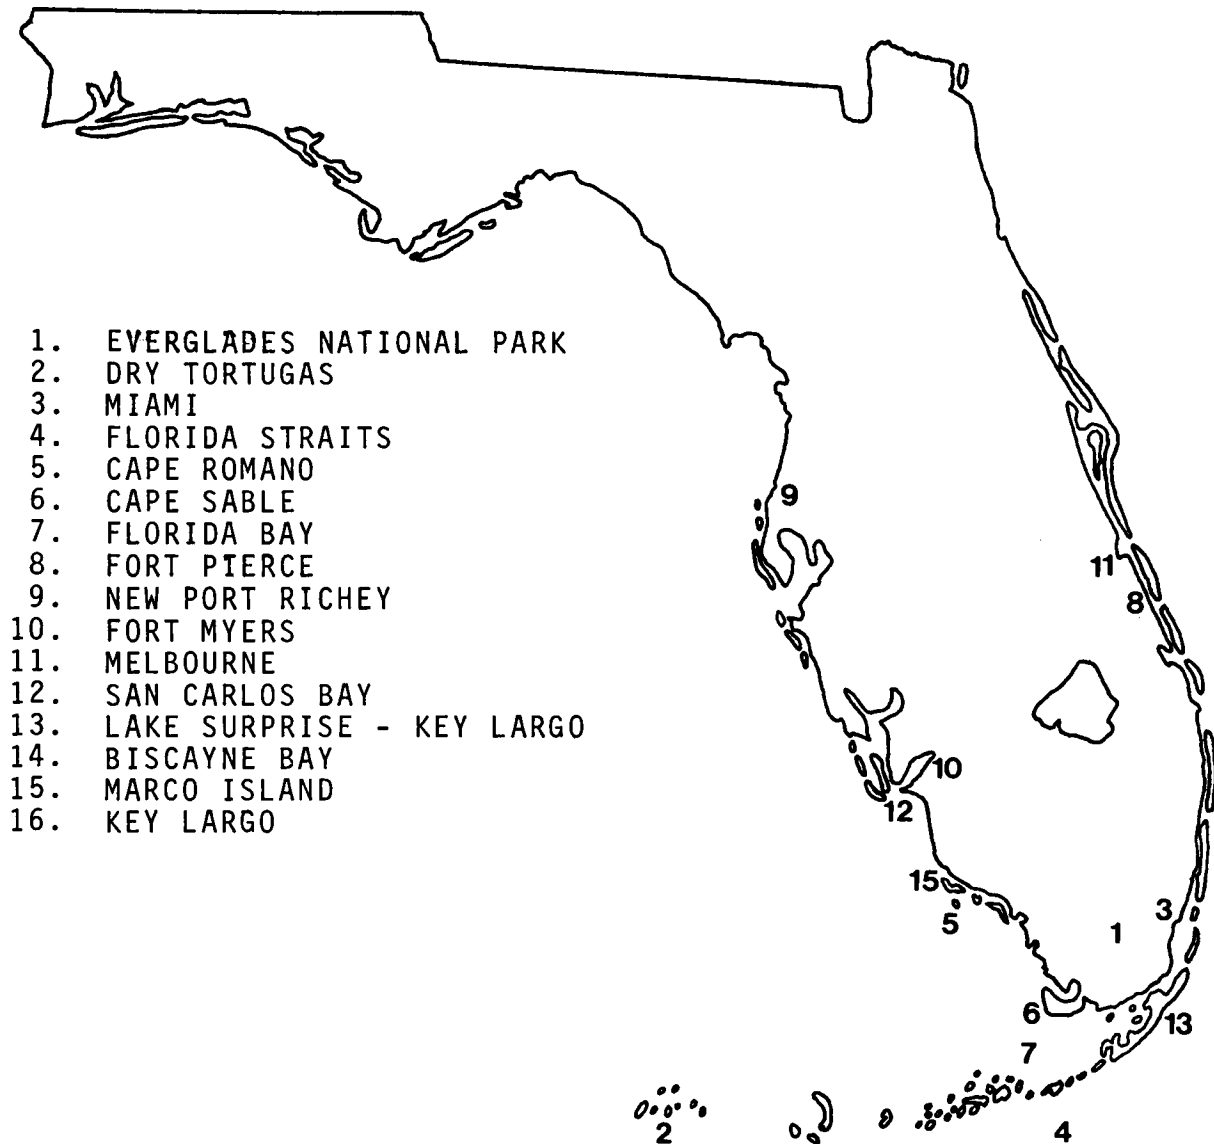 1. EVERGLADES NATIONAL PARK
2. DRY TORTUGAS
3. MIAMI
4. FLORIDA STRAITS
5. CAPE ROMANO
6. CAPE SABLE
7. FLORIDA BAY
8. FORT PIERCE
9. NEW PORT RICHEY
10. FORT MYERS
11. MELBOURNE
12. SAN CARLOS BAY
13. LAKE SURPRISE - KEY LARGO
14. BISCAYNE BAY
15. MARCO ISLAND
16. KEY LARGO
9
11
8
10
12
15
5
3
1
6
13
7
2
4